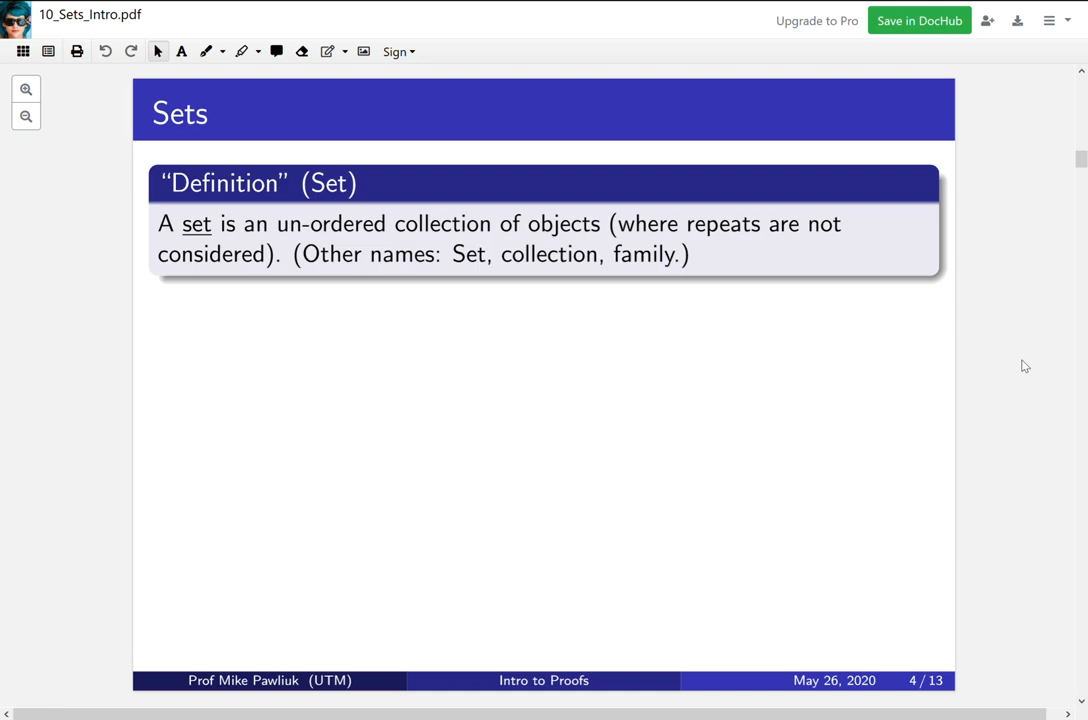 10_Sets_Intro.pdf
Upgrade to Pro
Save in DocHub
A
Sign
Sets
“Definition” (Set)
A set is an un-ordered collection of objects (where repeats are not
considered). (Other names: Set, collection, family.)
Prof Mike Pawliuk (UTM)
Intro to Proofs
May 26, 2020
4 / 13